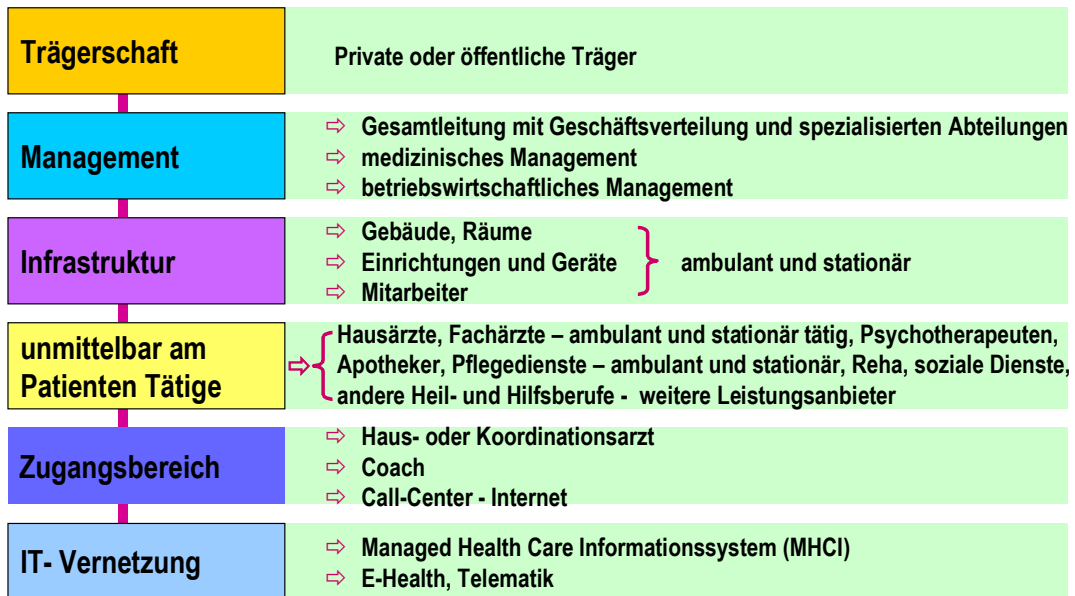 Trägerschaft
Private oder öffentliche Träger
Management
⇨ Gesamtleitung mit Geschäftsverteilung und spezialisierten Abteilungen
⇨ medizinisches Management
⇨ betriebswirtschaftliches Management
Infrastruktur
⇨ Gebäude, Räume
⇨ Einrichtungen und Geräte
⇨ Mitarbeiter
ambulant und stationär
unmittelbar am
Patienten Tätige
Hausärzte, Fachärzte – ambulant und stationär tätig, Psychotherapeuten,
Apotheker, Pflegedienste – ambulant und stationär, Reha, soziale Dienste,
andere Heil- und Hilfsberufe - weitere Leistungsanbieter
Zugangsbereich
⇨ Haus- oder Koordinationsarzt
⇨ Coach
⇨ Call-Center - Internet
IT- Vernetzung
⇨ Managed Health Care Informationssystem (MHCI)
⇨ E-Health, Telematik